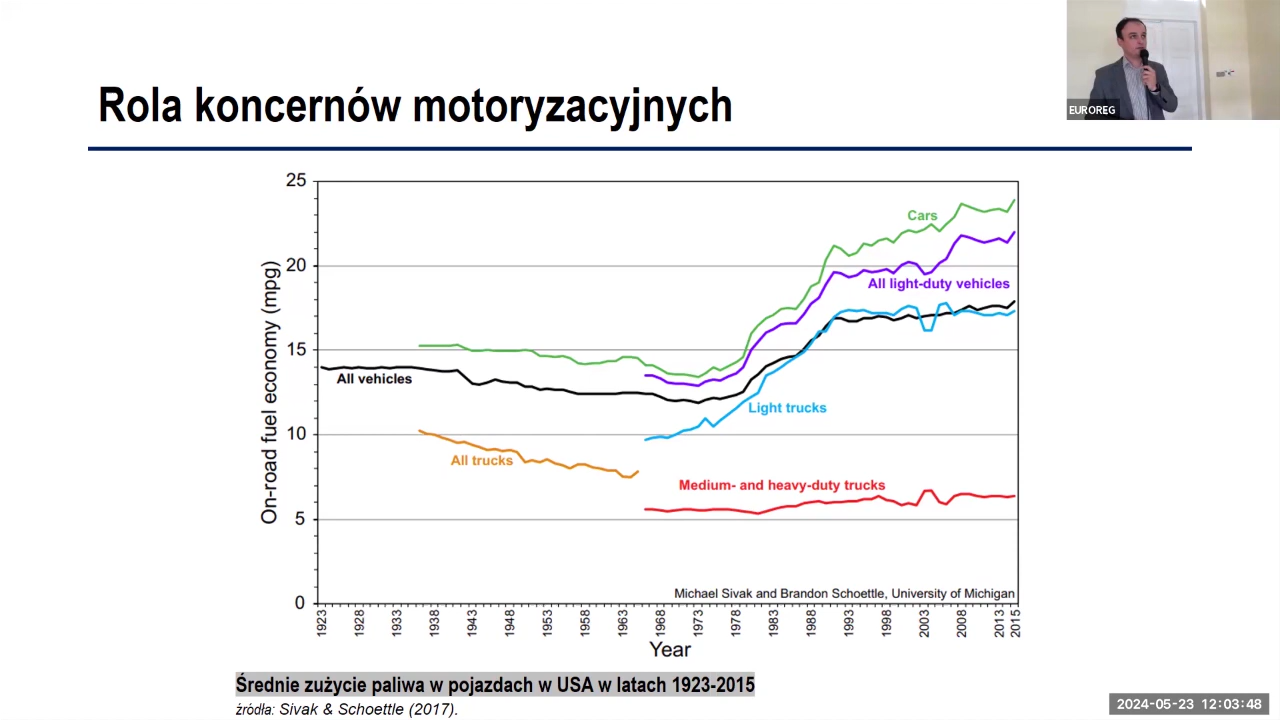 Rola koncernów motoryzacyjnych
EUROREG
On-road fuel economy (mpg)
25
20
15
10
5
0
Cars
All light-duty vehicles
All vehicles
Light trucks
All trucks
Medium- and heavy-duty trucks
Michael Sivak and Brandon Schoettle, University of Michigan
1923 1928 1933 1938 1943 1948 1953 1958 1963 1968 1973 1978 1983 1988 1993 1998 2003 2008 2013 2015
Year
Średnie zużycie paliwa w pojazdach w USA w latach 1923-2015
źródła: Sivak & Schoettle (2017).
2024-05-23 12:03:48